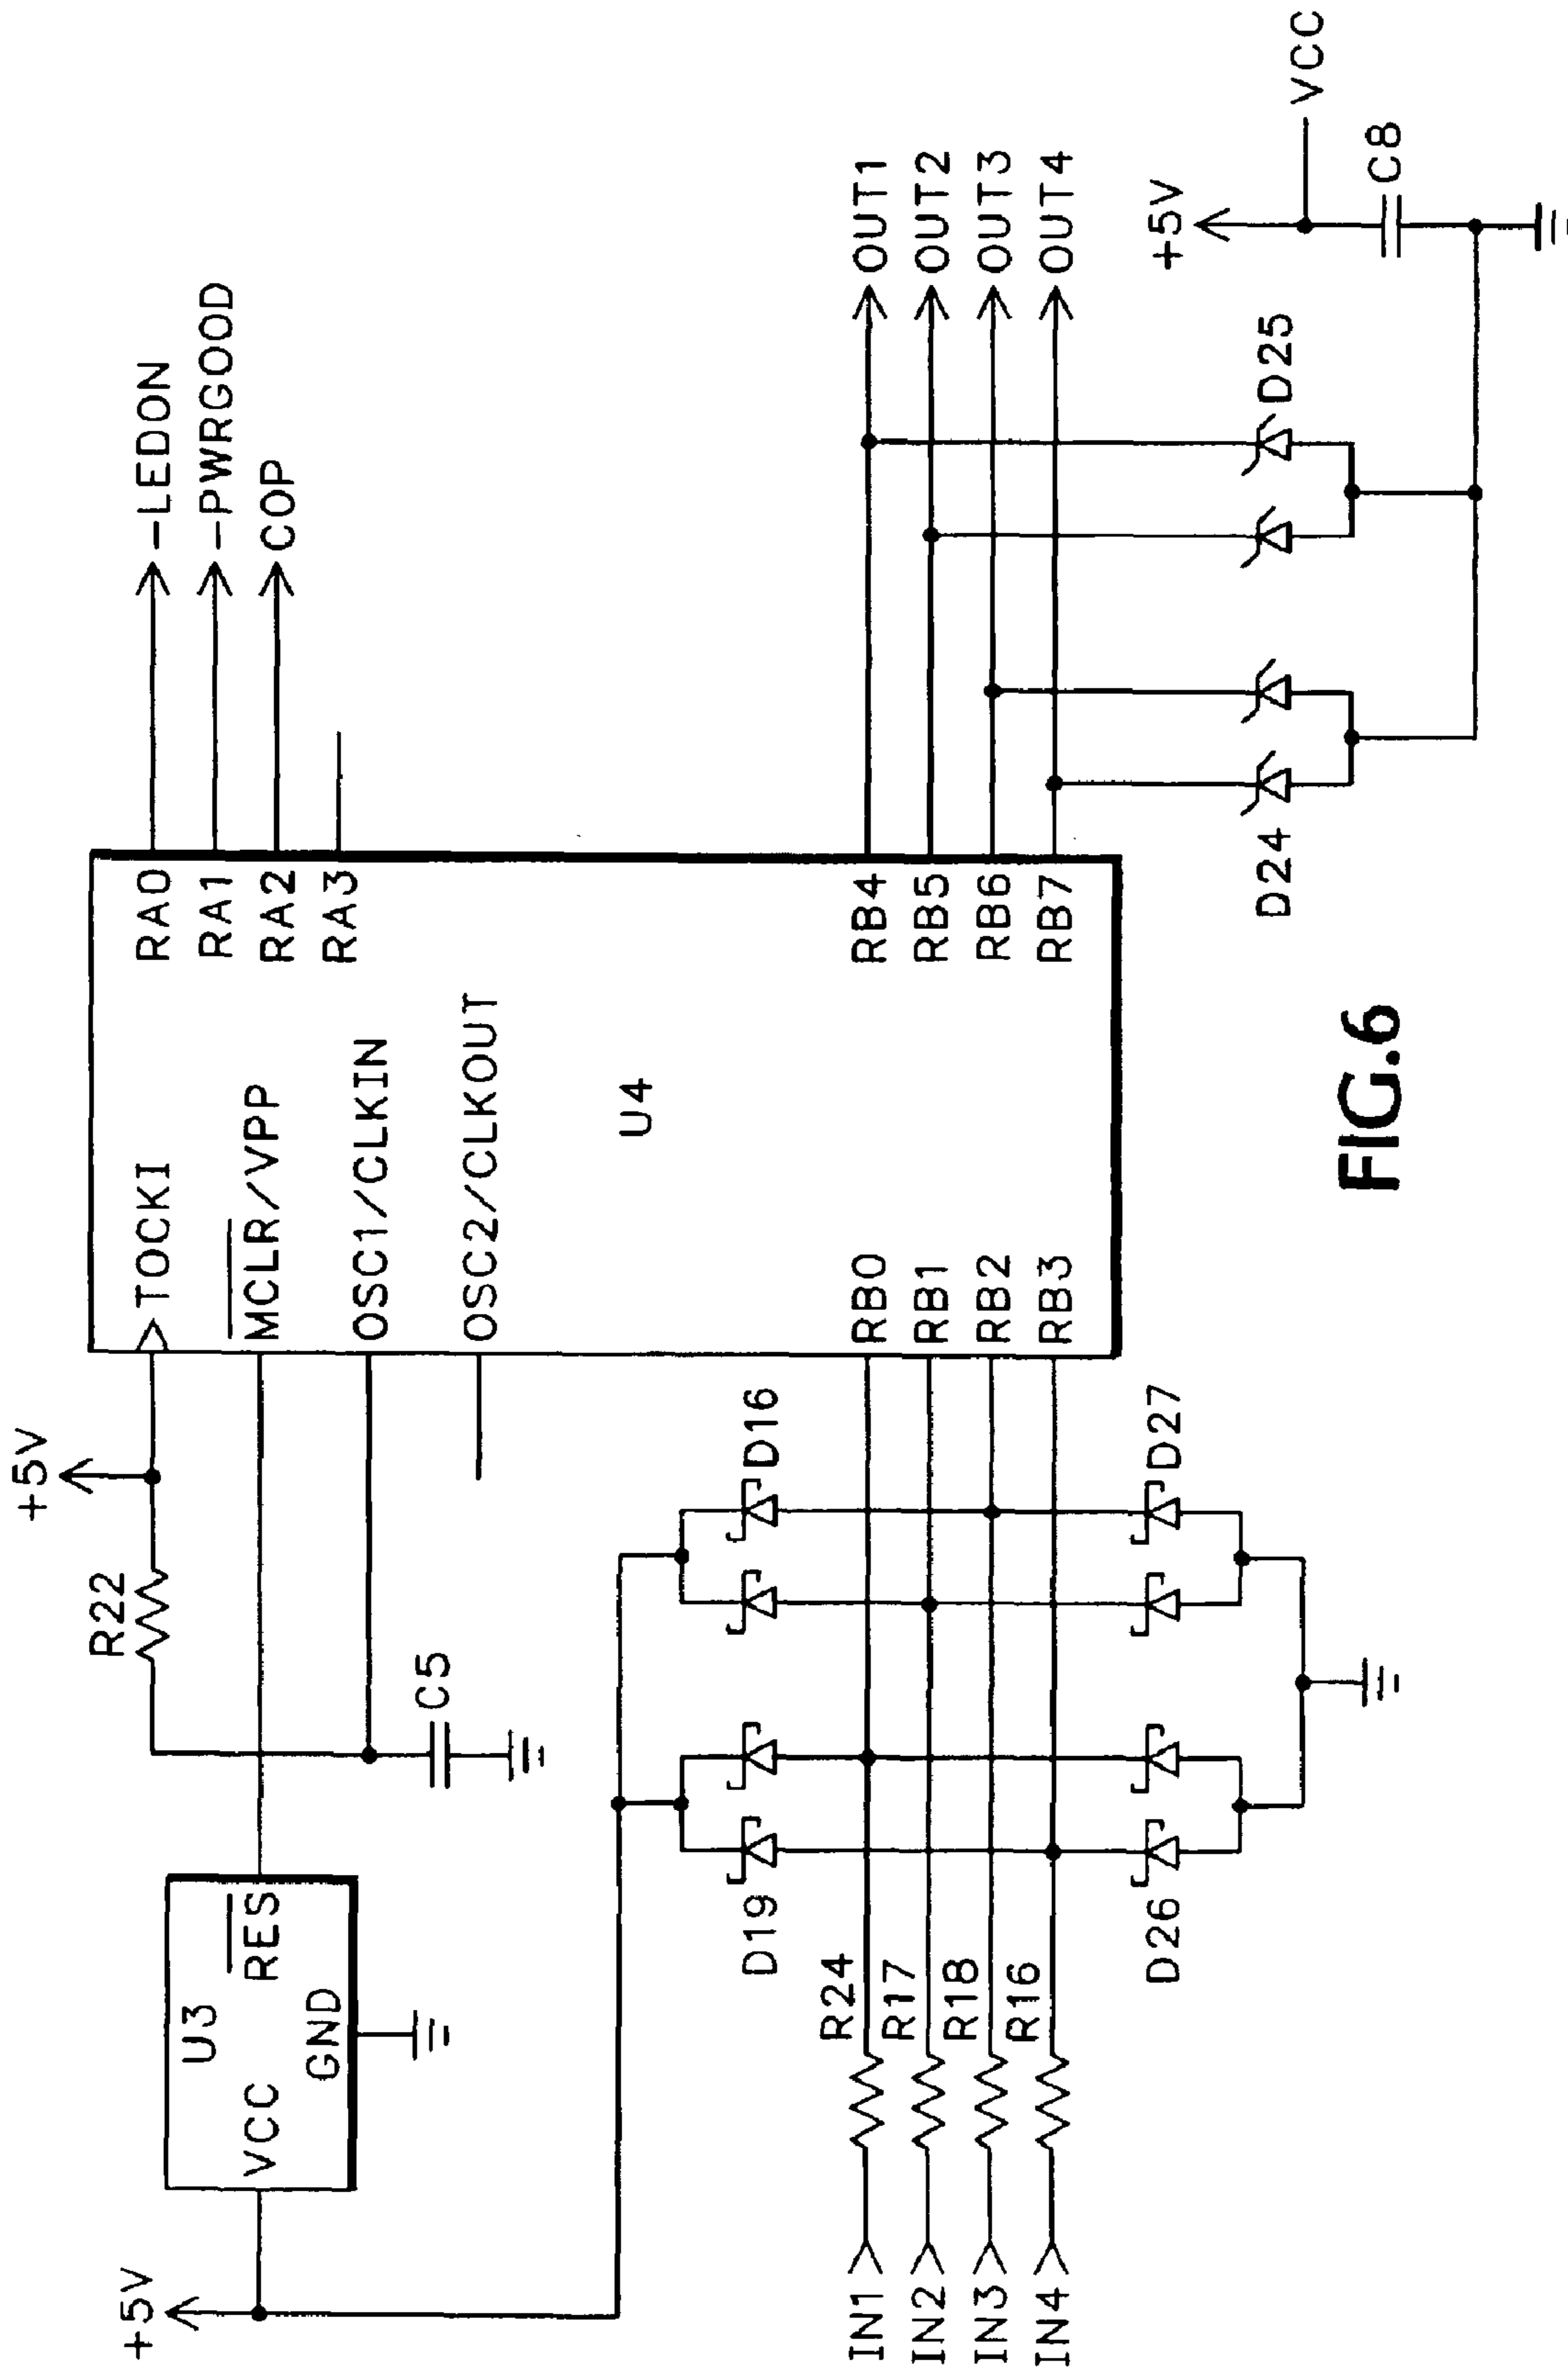 +5V
U3
VCC
RES
GND
R22
+5V
C5
TOCKI
MCLR/VPP
OSC1/CLKIN
OSC2/CLKOUT
U4
RA0
RA1
RA2
RA3
-LEDON
-PWRGOOD
COP
D19
D16
IN1
R24
RB0
RB4
OUT1
IN2
R17
RB1
RB5
OUT2
IN3
R18
RB2
RB6
OUT3
IN4
R16
RB3
RB7
OUT4
D26
D27
D24
D25
+5V
VCC
C8
FIG.6